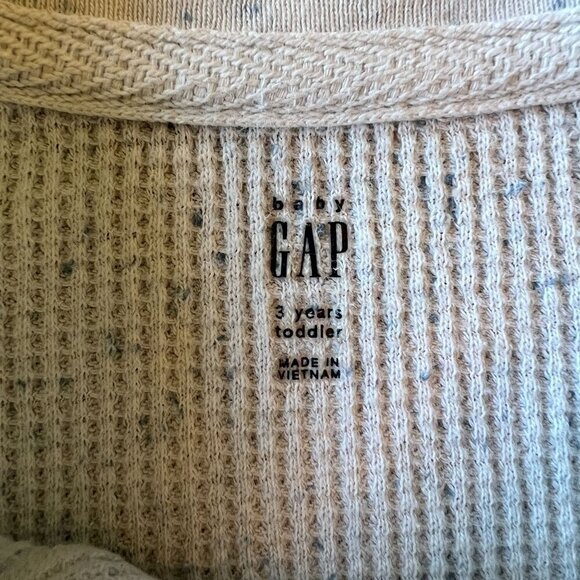 baby
GAP
3 years
toddler
MADE IN
VIETNAM